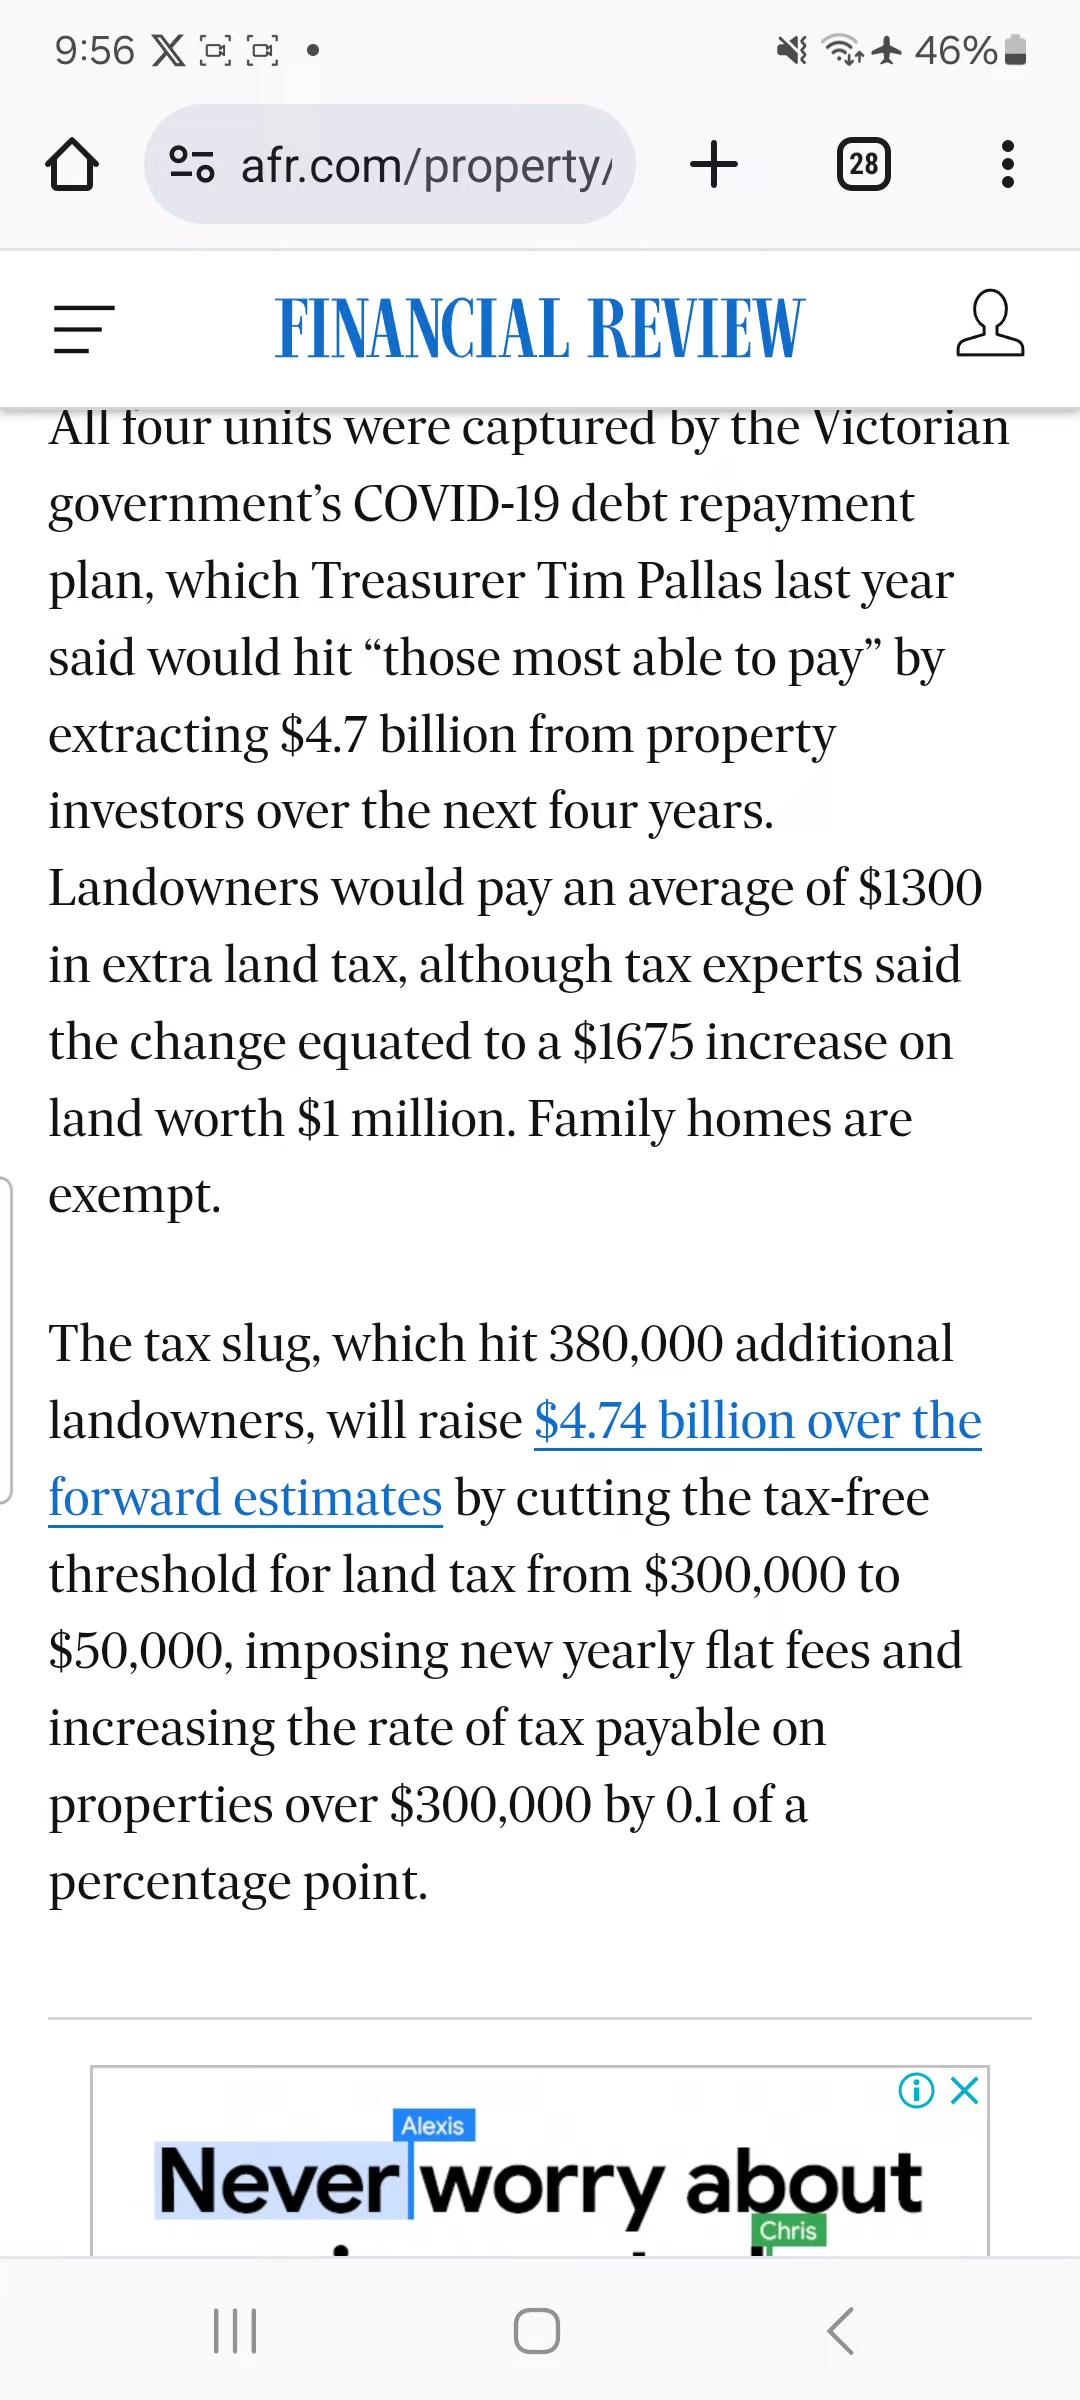 9:56
46%
afr.com/property/
28
FINANCIAL REVIEW
All four units were captured by the Victorian
government’s COVID-19 debt repayment
plan, which Treasurer Tim Pallas last year
said would hit “those most able to pay” by
extracting $4.7 billion from property
investors over the next four years.
Landowners would pay an average of $1300
in extra land tax, although tax experts said
the change equated to a $1675 increase on
land worth $1 million. Family homes are
exempt.
The tax slug, which hit 380,000 additional
landowners, will raise $4.74 billion over the
forward estimates by cutting the tax-free
threshold for land tax from $300,000 to
$50,000, imposing new yearly flat fees and
increasing the rate of tax payable on
properties over $300,000 by 0.1 of a
percentage point.
Alexis
Never worry about
Chris